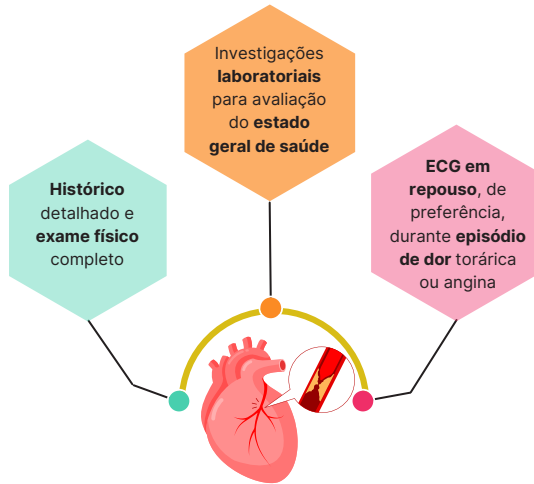 Investigações
laboratoriais
para avaliação
do estado
geral de saúde
Histórico
detalhado e
exame físico
completo
ECG em
repouso, de
preferência,
durante episódio
de dor torárica
ou angina